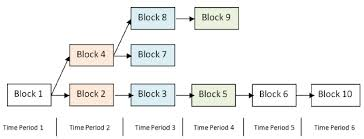 Block 8 Block 9
Block 4 Block 7
Block 1 Block 2 Block 3 Block 5 Block 6 Block 10
Time Period 1 | Time Period 2 | Time Period 3 | Time Period 4 | Time Period 5 | Time Period 6